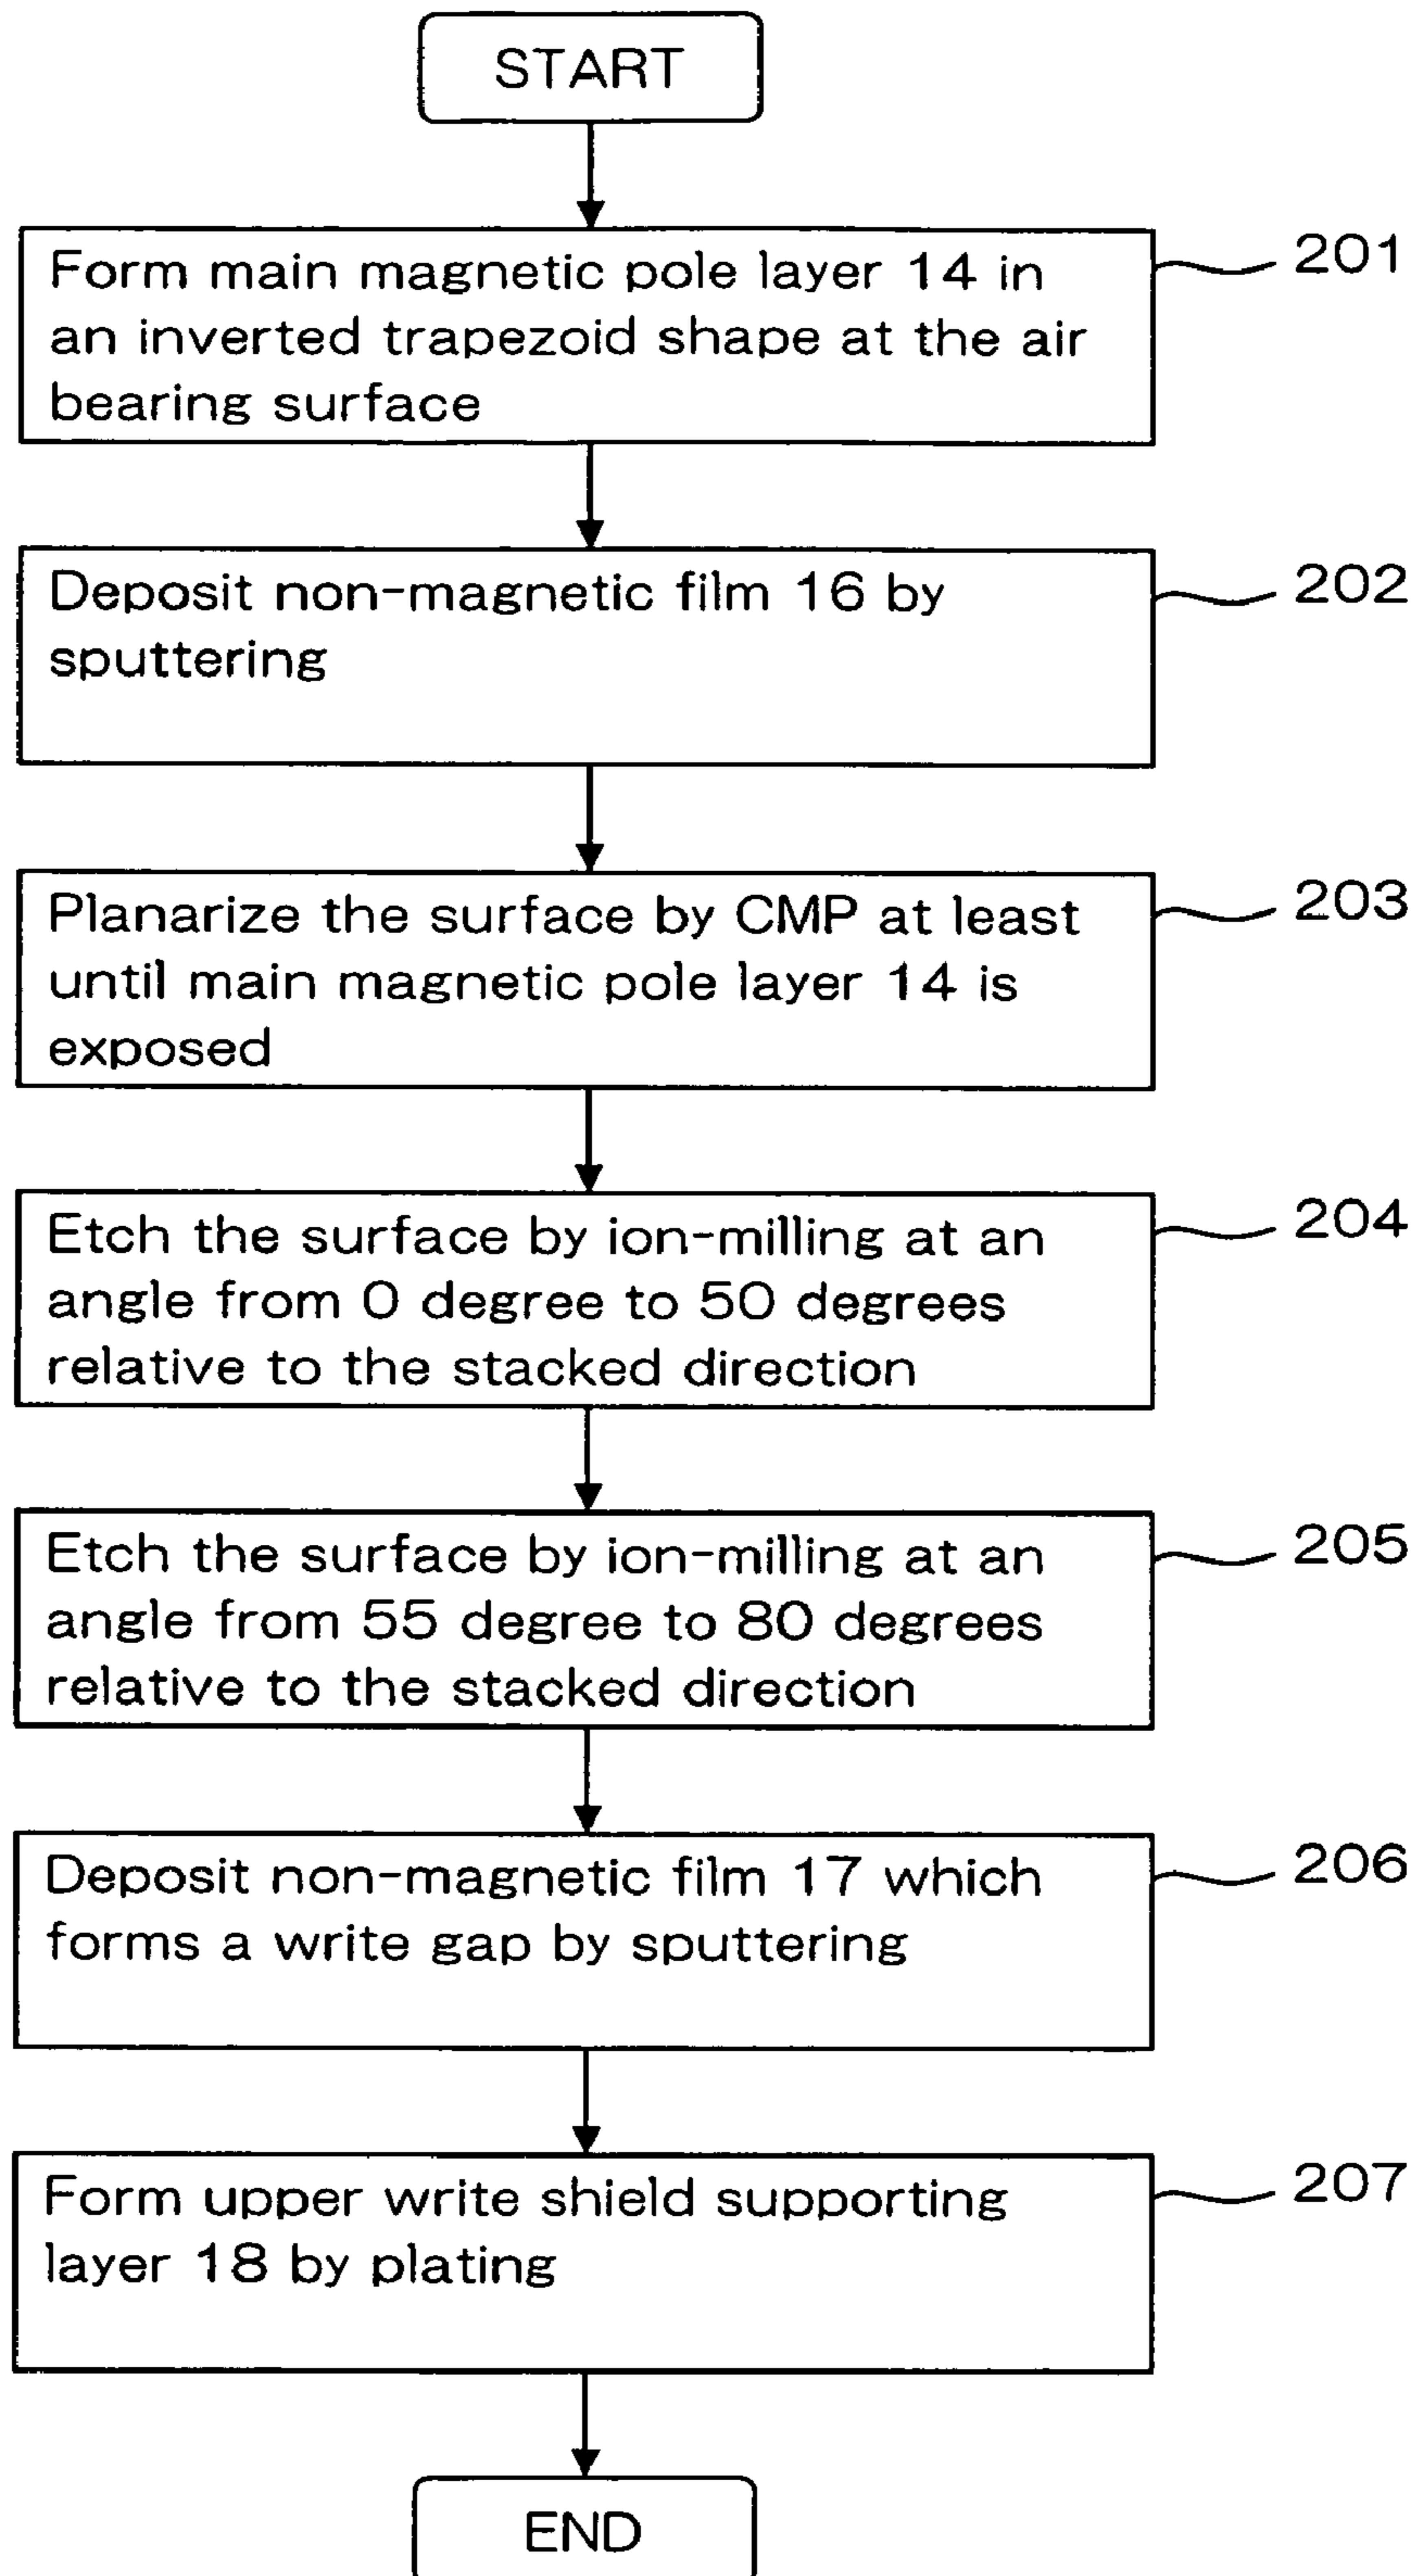 START
Form main magnetic pole layer 14 in
an inverted trapezoid shape at the air
bearing surface
201
Deposit non-magnetic film 16 by
sputtering
202
Planarize the surface by CMP at least
until main magnetic pole layer 14 is
exposed
203
Etch the surface by ion-milling at an
angle from 0 degree to 50 degrees
relative to the stacked direction
204
Etch the surface by ion-milling at an
angle from 55 degree to 80 degrees
relative to the stacked direction
205
Deposit non-magnetic film 17 which
forms a write gap by sputtering
206
Form upper write shield supporting
layer 18 by plating
207
END